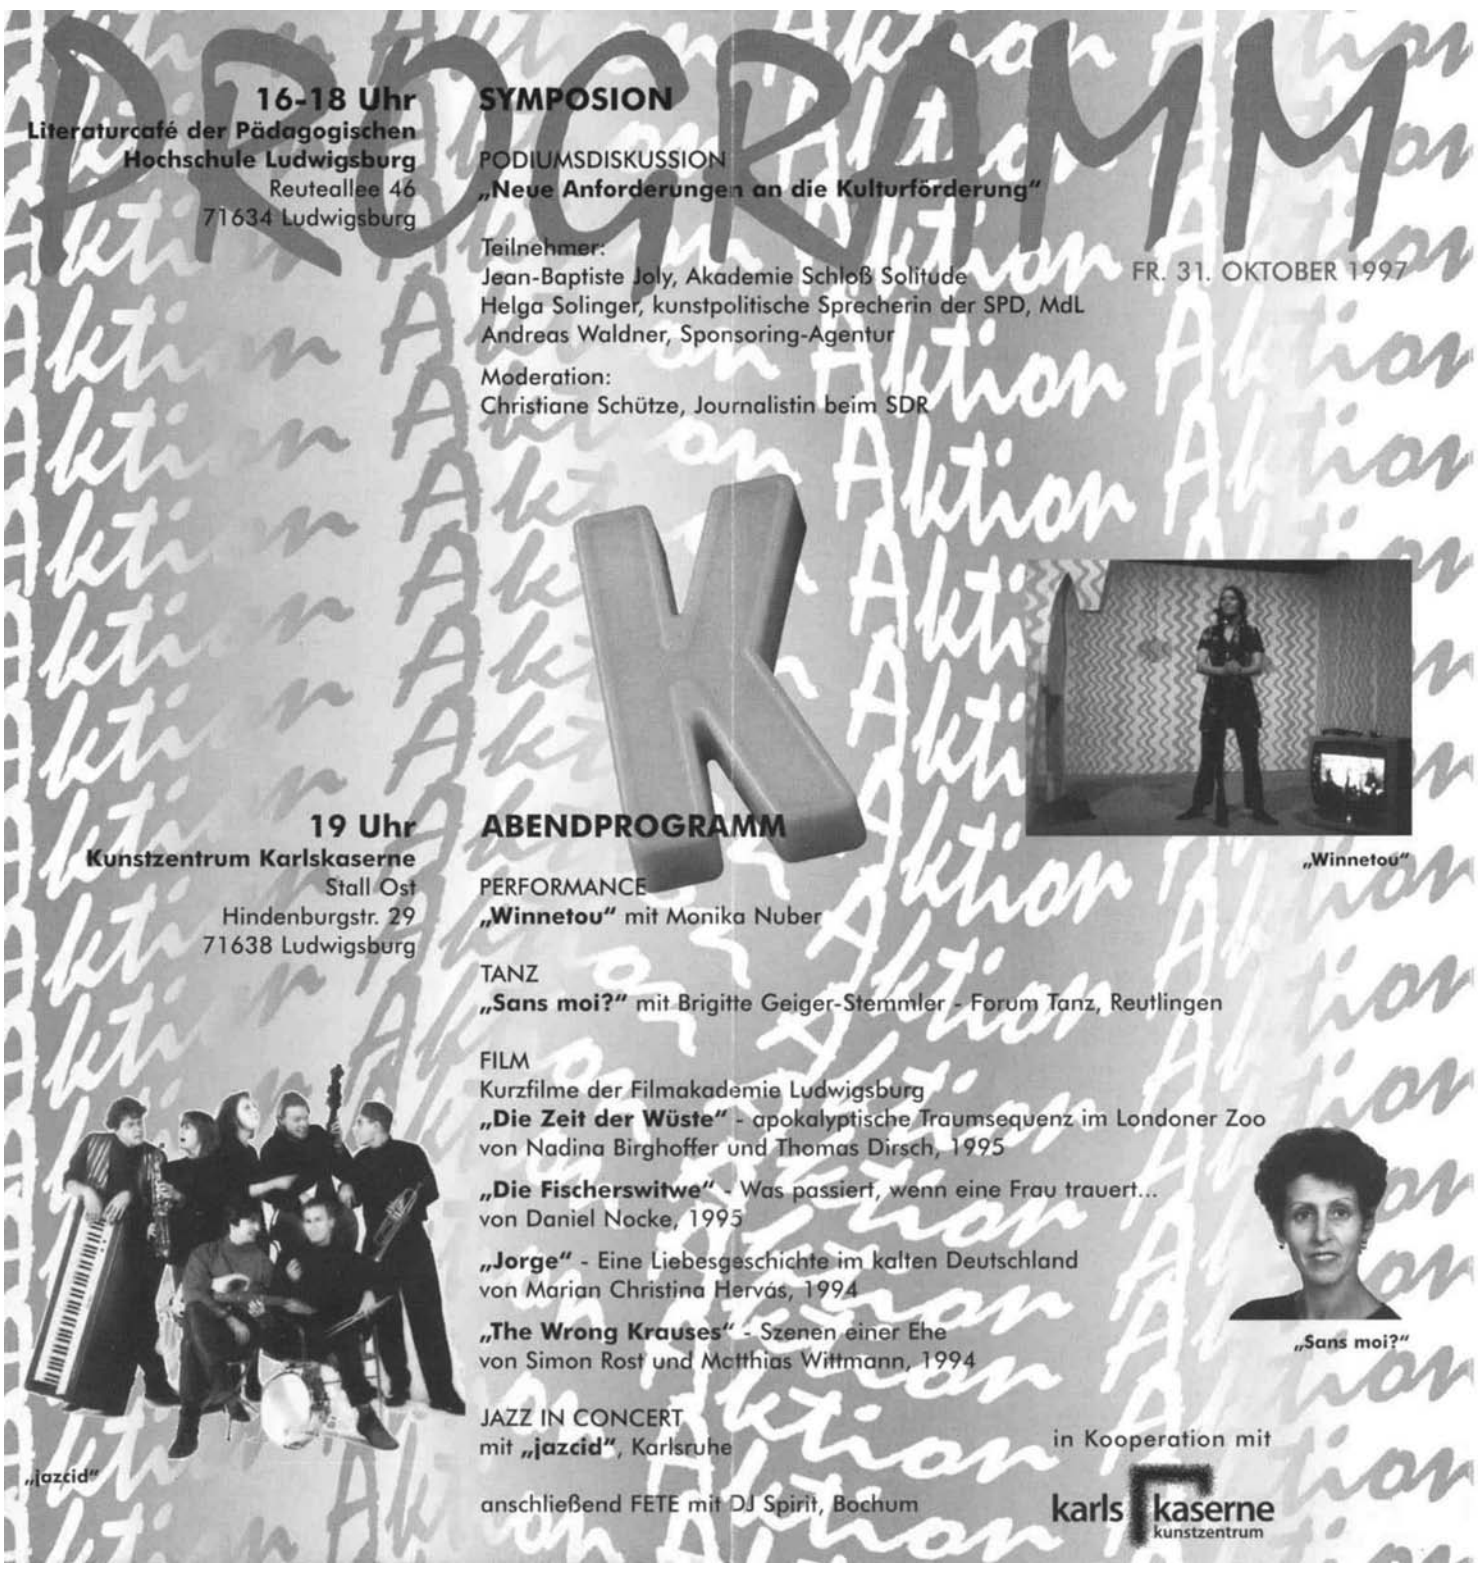 PROGRAMM
FR. 31. OKTOBER 1997
16-18 Uhr
Literaturcafé der Pädagogischen
Hochschule Ludwigsburg
Reuteallee 46
71634 Ludwigsburg
SYMPOSION
PODIUMSDISKUSSION
„Neue Anforderungen an die Kulturförderung“
Teilnehmer:
Jean-Baptiste Joly, Akademie Schloß Solitude
Helga Solinger, kunstpolitische Sprecherin der SPD, MdL
Andreas Waldner, Sponsoring-Agentur
Moderation:
Christiane Schütze, Journalistin beim SDR
K
„Winnetou“
19 Uhr
Kunstzentrum Karlskaserne
Stall Ost
Hindenburgstr. 29
71638 Ludwigsburg
ABENDPROGRAMM
PERFORMANCE
„Winnetou“ mit Monika Nuber
TANZ
„Sans moi?“ mit Brigitte Geiger-Stemmler - Forum Tanz, Reutlingen
FILM
Kurzfilme der Filmakademie Ludwigsburg
„Die Zeit der Wüste“ - apokalyptische Traumsequenz im Londoner Zoo
von Nadina Birghoffer und Thomas Dirsch, 1995
„Die Fischerswitwe“ - Was passiert, wenn eine Frau trauert...
von Daniel Nocke, 1995
„Jorge“ - Eine Liebesgeschichte im kalten Deutschland
von Marian Christina Hervás, 1994
„The Wrong Krauses“ - Szenen einer Ehe
von Simon Rost und Matthias Wittmann, 1994
JAZZ IN CONCERT
mit „jazcid“, Karlsruhe
anschließend FETE mit DJ Spirit, Bochum
„jazcid“
„Sans moi?“
in Kooperation mit
karls kaserne
kunstzentrum
Aktion Aktion Aktion Aktion